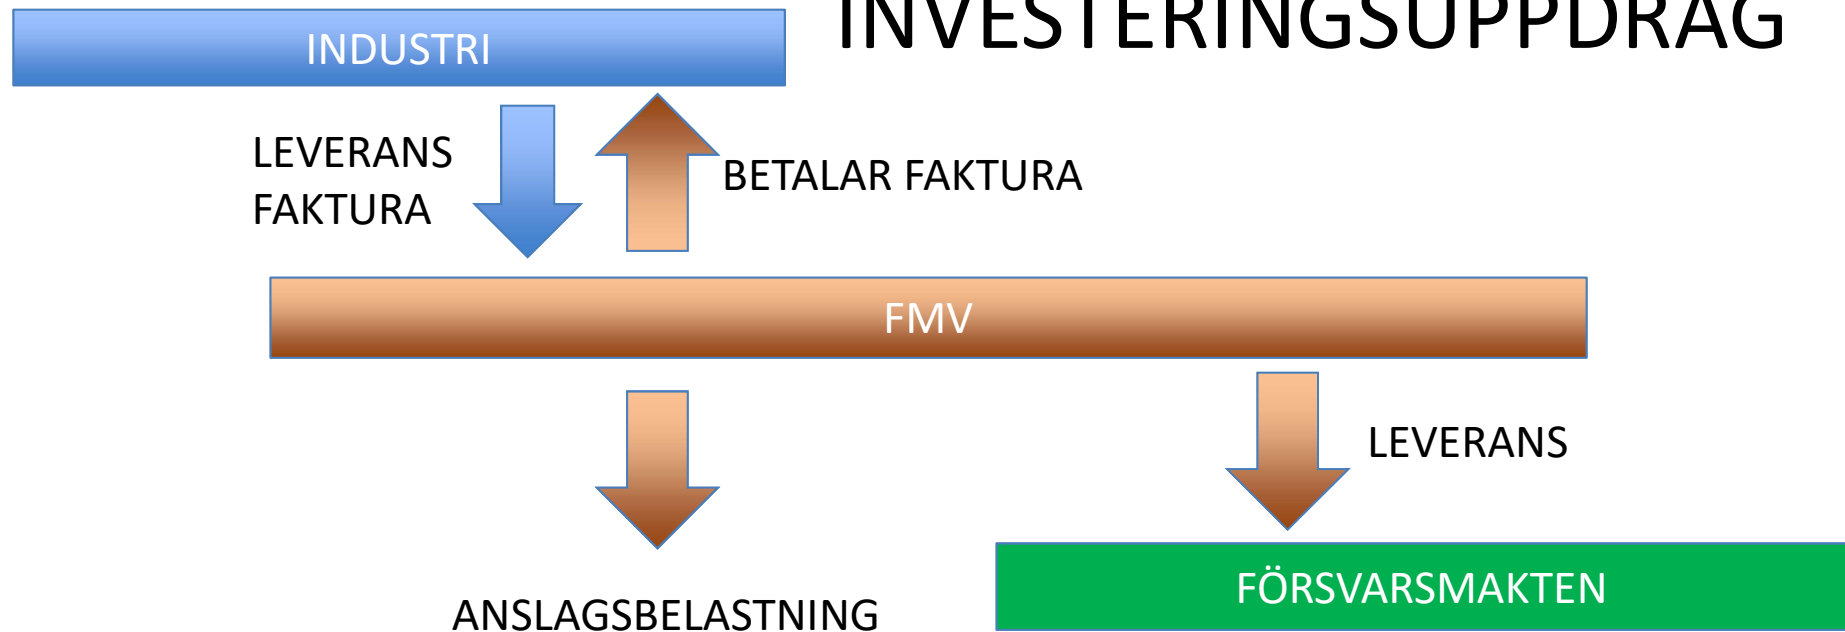 INVESTERINGSUPPDRAG
INDUSTRI
LEVERANS
FAKTURA
BETALAR FAKTURA
FMV
LEVERANS
FÖRSVARSMAKTEN
ANSLAGSBELASTNING